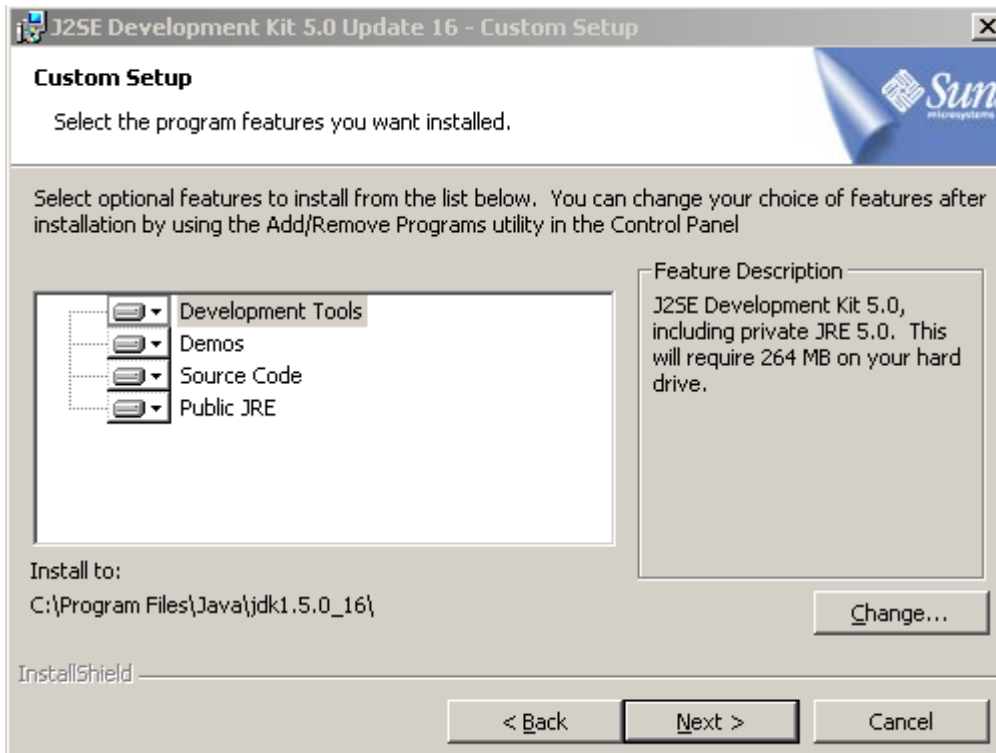 J2SE Development Kit 5.0 Update 16 - Custom Setup
Custom Setup
Select the program features you want installed.
Sun
microsystems
Select optional features to install from the list below. You can change your choice of features after
installation by using the Add/Remove Programs utility in the Control Panel
Development Tools
Demos
Source Code
Public JRE
Feature Description
J2SE Development Kit 5.0,
including private JRE 5.0. This
will require 264 MB on your hard
drive.
Install to:
C:\Program Files\Java\jdk1.5.0_16\
Change...
InstallShield
< Back
Next >
Cancel